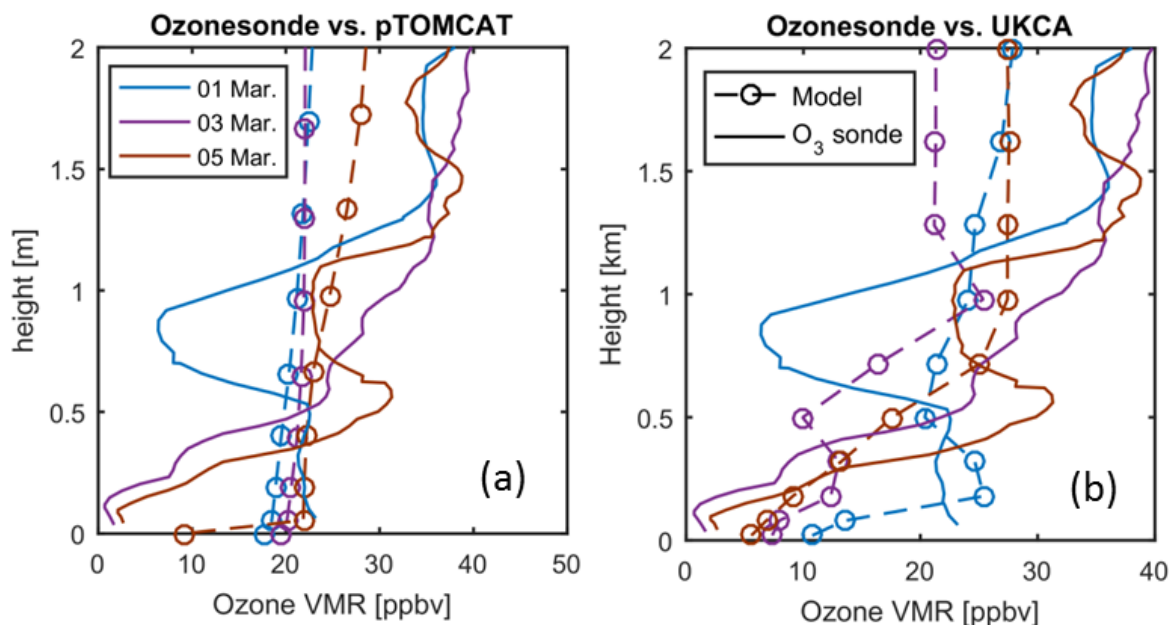 Ozonesonde vs. pTOMCAT
2
1.5
1
0.5
0
height [m]
01 Mar.
03 Mar.
05 Mar.
(a)
0 10 20 30 40 50
Ozone VMR [ppbv]
Ozonesonde vs. UKCA
2
1.5
1
0.5
0
Height [km]
Model
O3 sonde
(b)
0 10 20 30 40
Ozone VMR [ppbv]